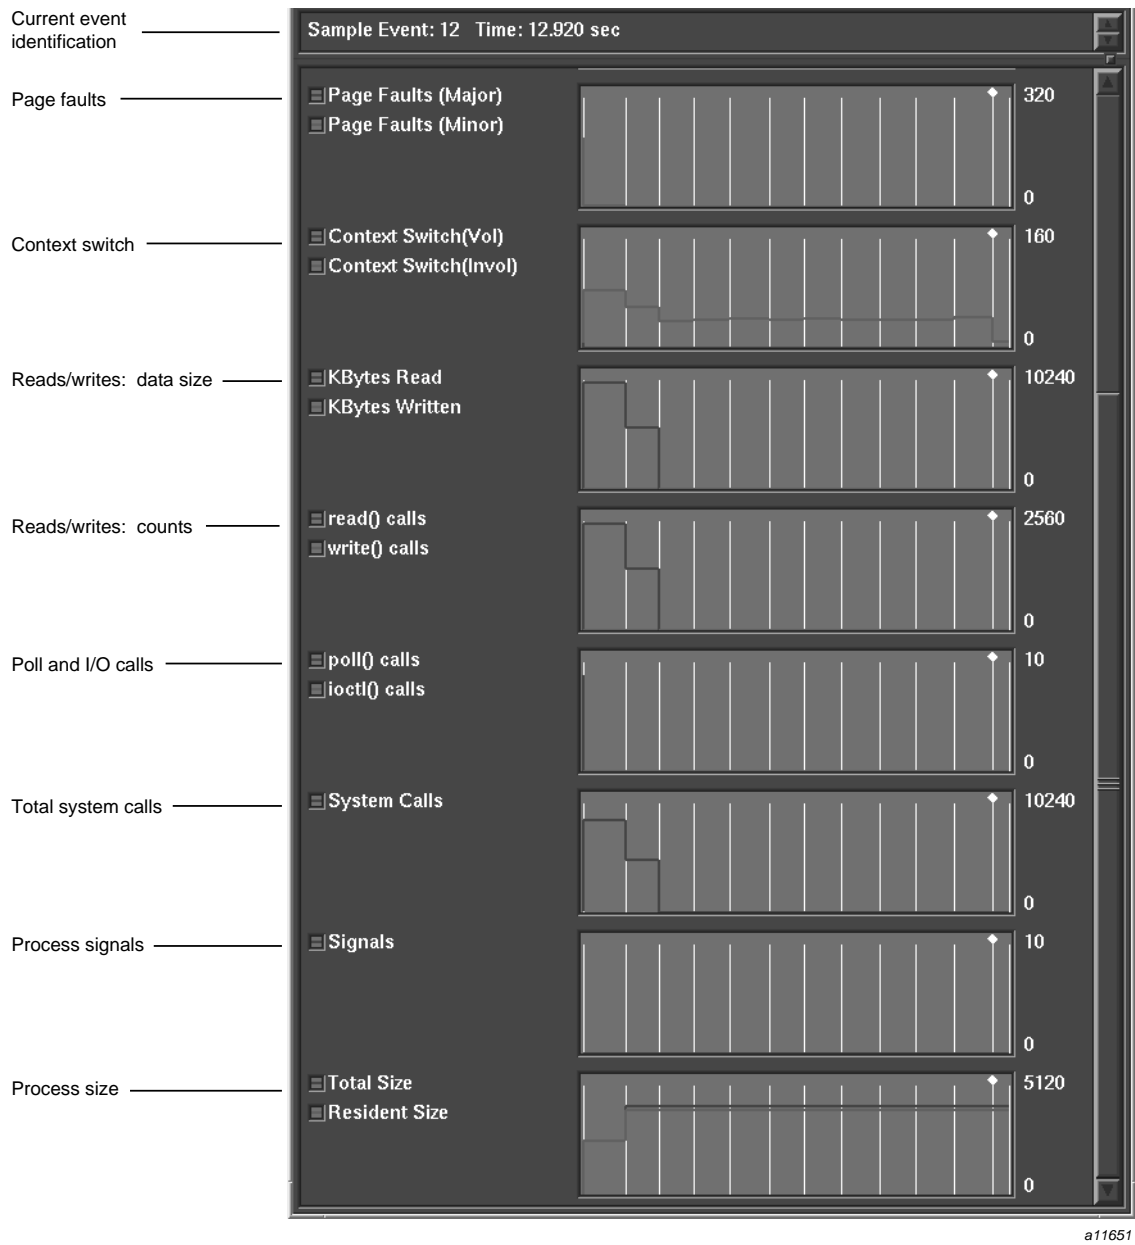 Current event
identification
Sample Event: 12 Time: 12.920 sec
Page faults
Page Faults (Major)
Page Faults (Minor)
320
0
Context switch
Context Switch(Vol)
Context Switch(Invol)
160
0
Reads/writes: data size
KBytes Read
KBytes Written
10240
0
Reads/writes: counts
read() calls
write() calls
2560
0
Poll and I/O calls
poll() calls
ioctl() calls
10
0
Total system calls
System Calls
10240
0
Process signals
Signals
10
0
Process size
Total Size
Resident Size
5120
0
a11651